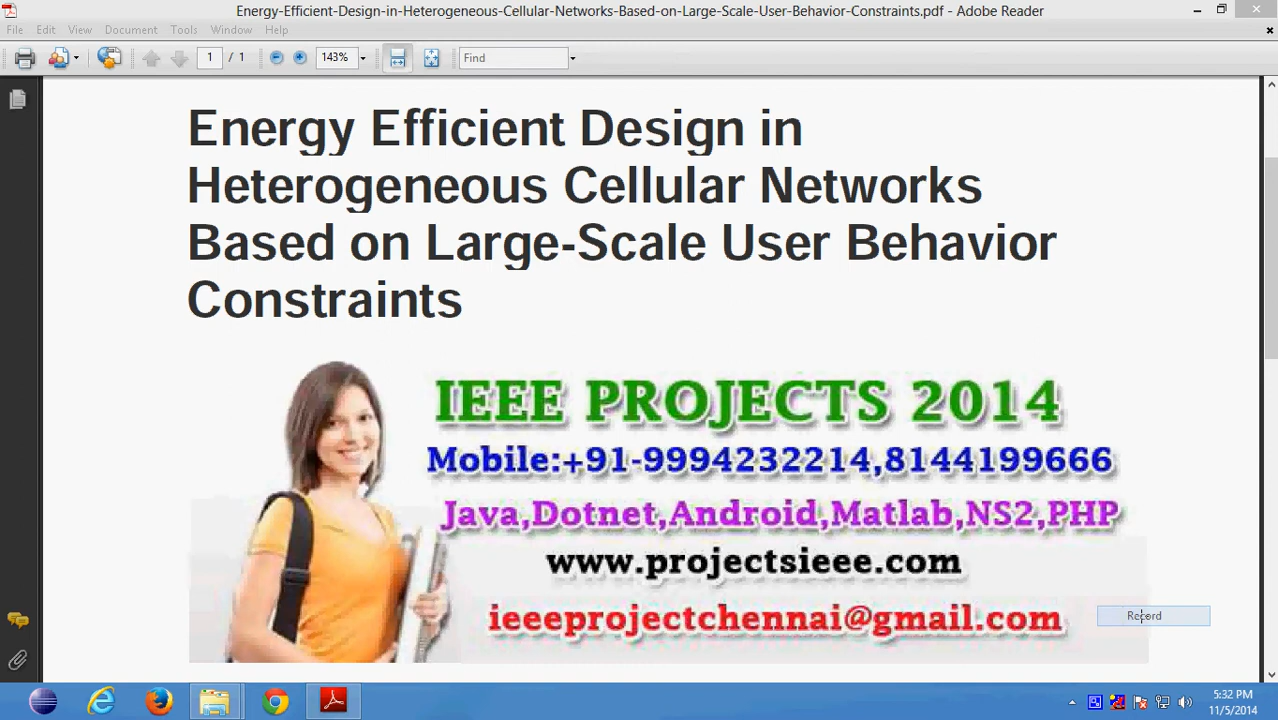 Energy-Efficient-Design-in-Heterogeneous-Cellular-Networks-Based-on-Large-Scale-User-Behavior-Constraints.pdf - Adobe Reader
File Edit View Document Tools Window Help
1 / 1 143% Find
Energy Efficient Design in
Heterogeneous Cellular Networks
Based on Large-Scale User Behavior
Constraints
IEEE PROJECTS 2014
Mobile:+91-9994232214,8144199666
Java,Dotnet,Android,Matlab,NS2,PHP
www.projectsieee.com
ieeeprojectchennai@gmail.com
Record
5:32 PM
11/5/2014